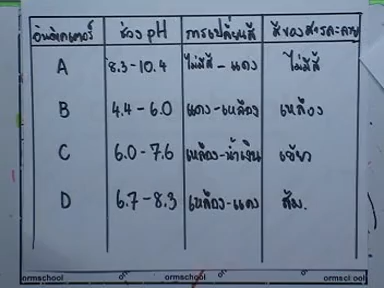 อินดิเคเตอร์ ช่วง pH การเปลี่ยนสี สีของสารละลาย
A 8.3-10.4 ไม่มีสี - แดง ไม่มีสี
B 4.4-6.0 แดง-เหลือง เหลือง
C 6.0-7.6 เหลือง-น้ำเงิน เขียว
D 6.7-8.3 เหลือง-แดง ส้ม.
ormschool ormschool ormschool